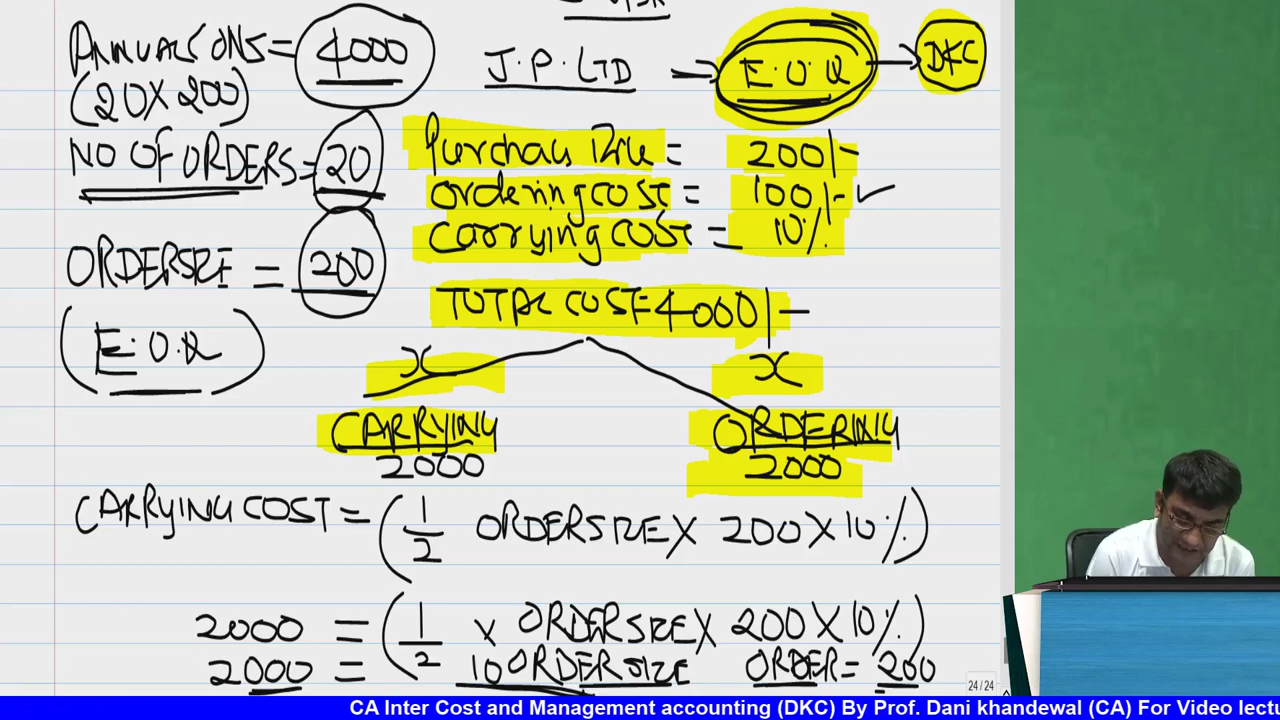 ANNUAL CONS = 4000
(20X200)
NO OF ORDERS = 20
ORDERSIZE = 200
(E.O.Q)
J.P. LTD → E.O.Q → DKC
Purchase Price = 200/-
Ordering cost = 100/- ✓
Carrying cost = 10%
TOTAL COST = 4000/-
x x
CARRYING ORDERING
2000 2000
CARRYING COST = (1/2 ORDERSIZE X 200 X 10%)
2000 = (1/2 x ORDERSIZE X 200 X 10%)
2000 = 10 ORDERSIZE ORDER = 200
24 / 24
CA Inter Cost and Management accounting (DKC) By Prof. Dani khandewal (CA) For Video lectu